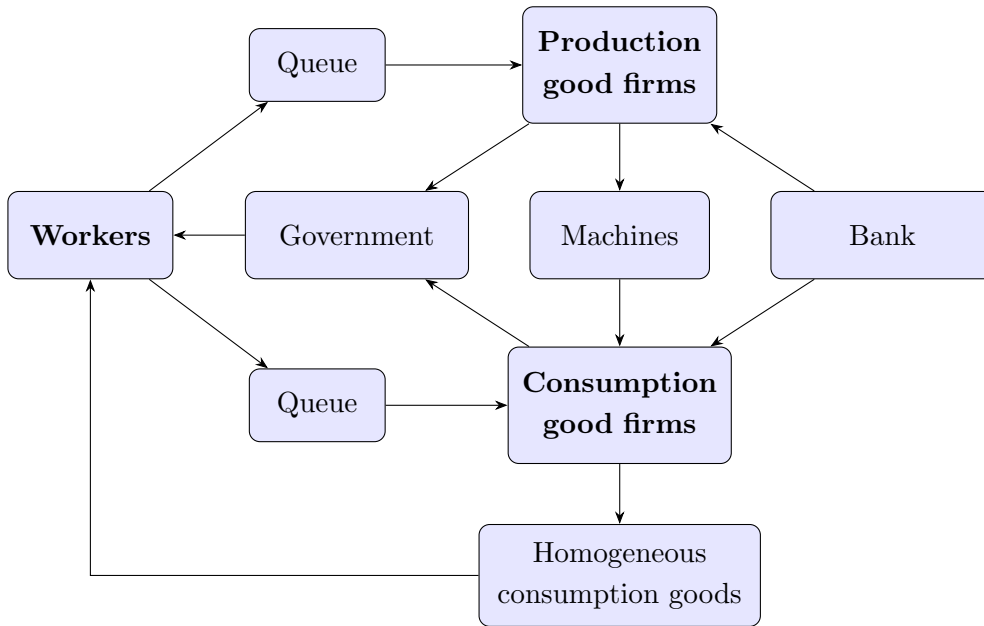 Queue
Production
good firms
Workers
Government
Machines
Bank
Queue
Consumption
good firms
Homogeneous
consumption goods